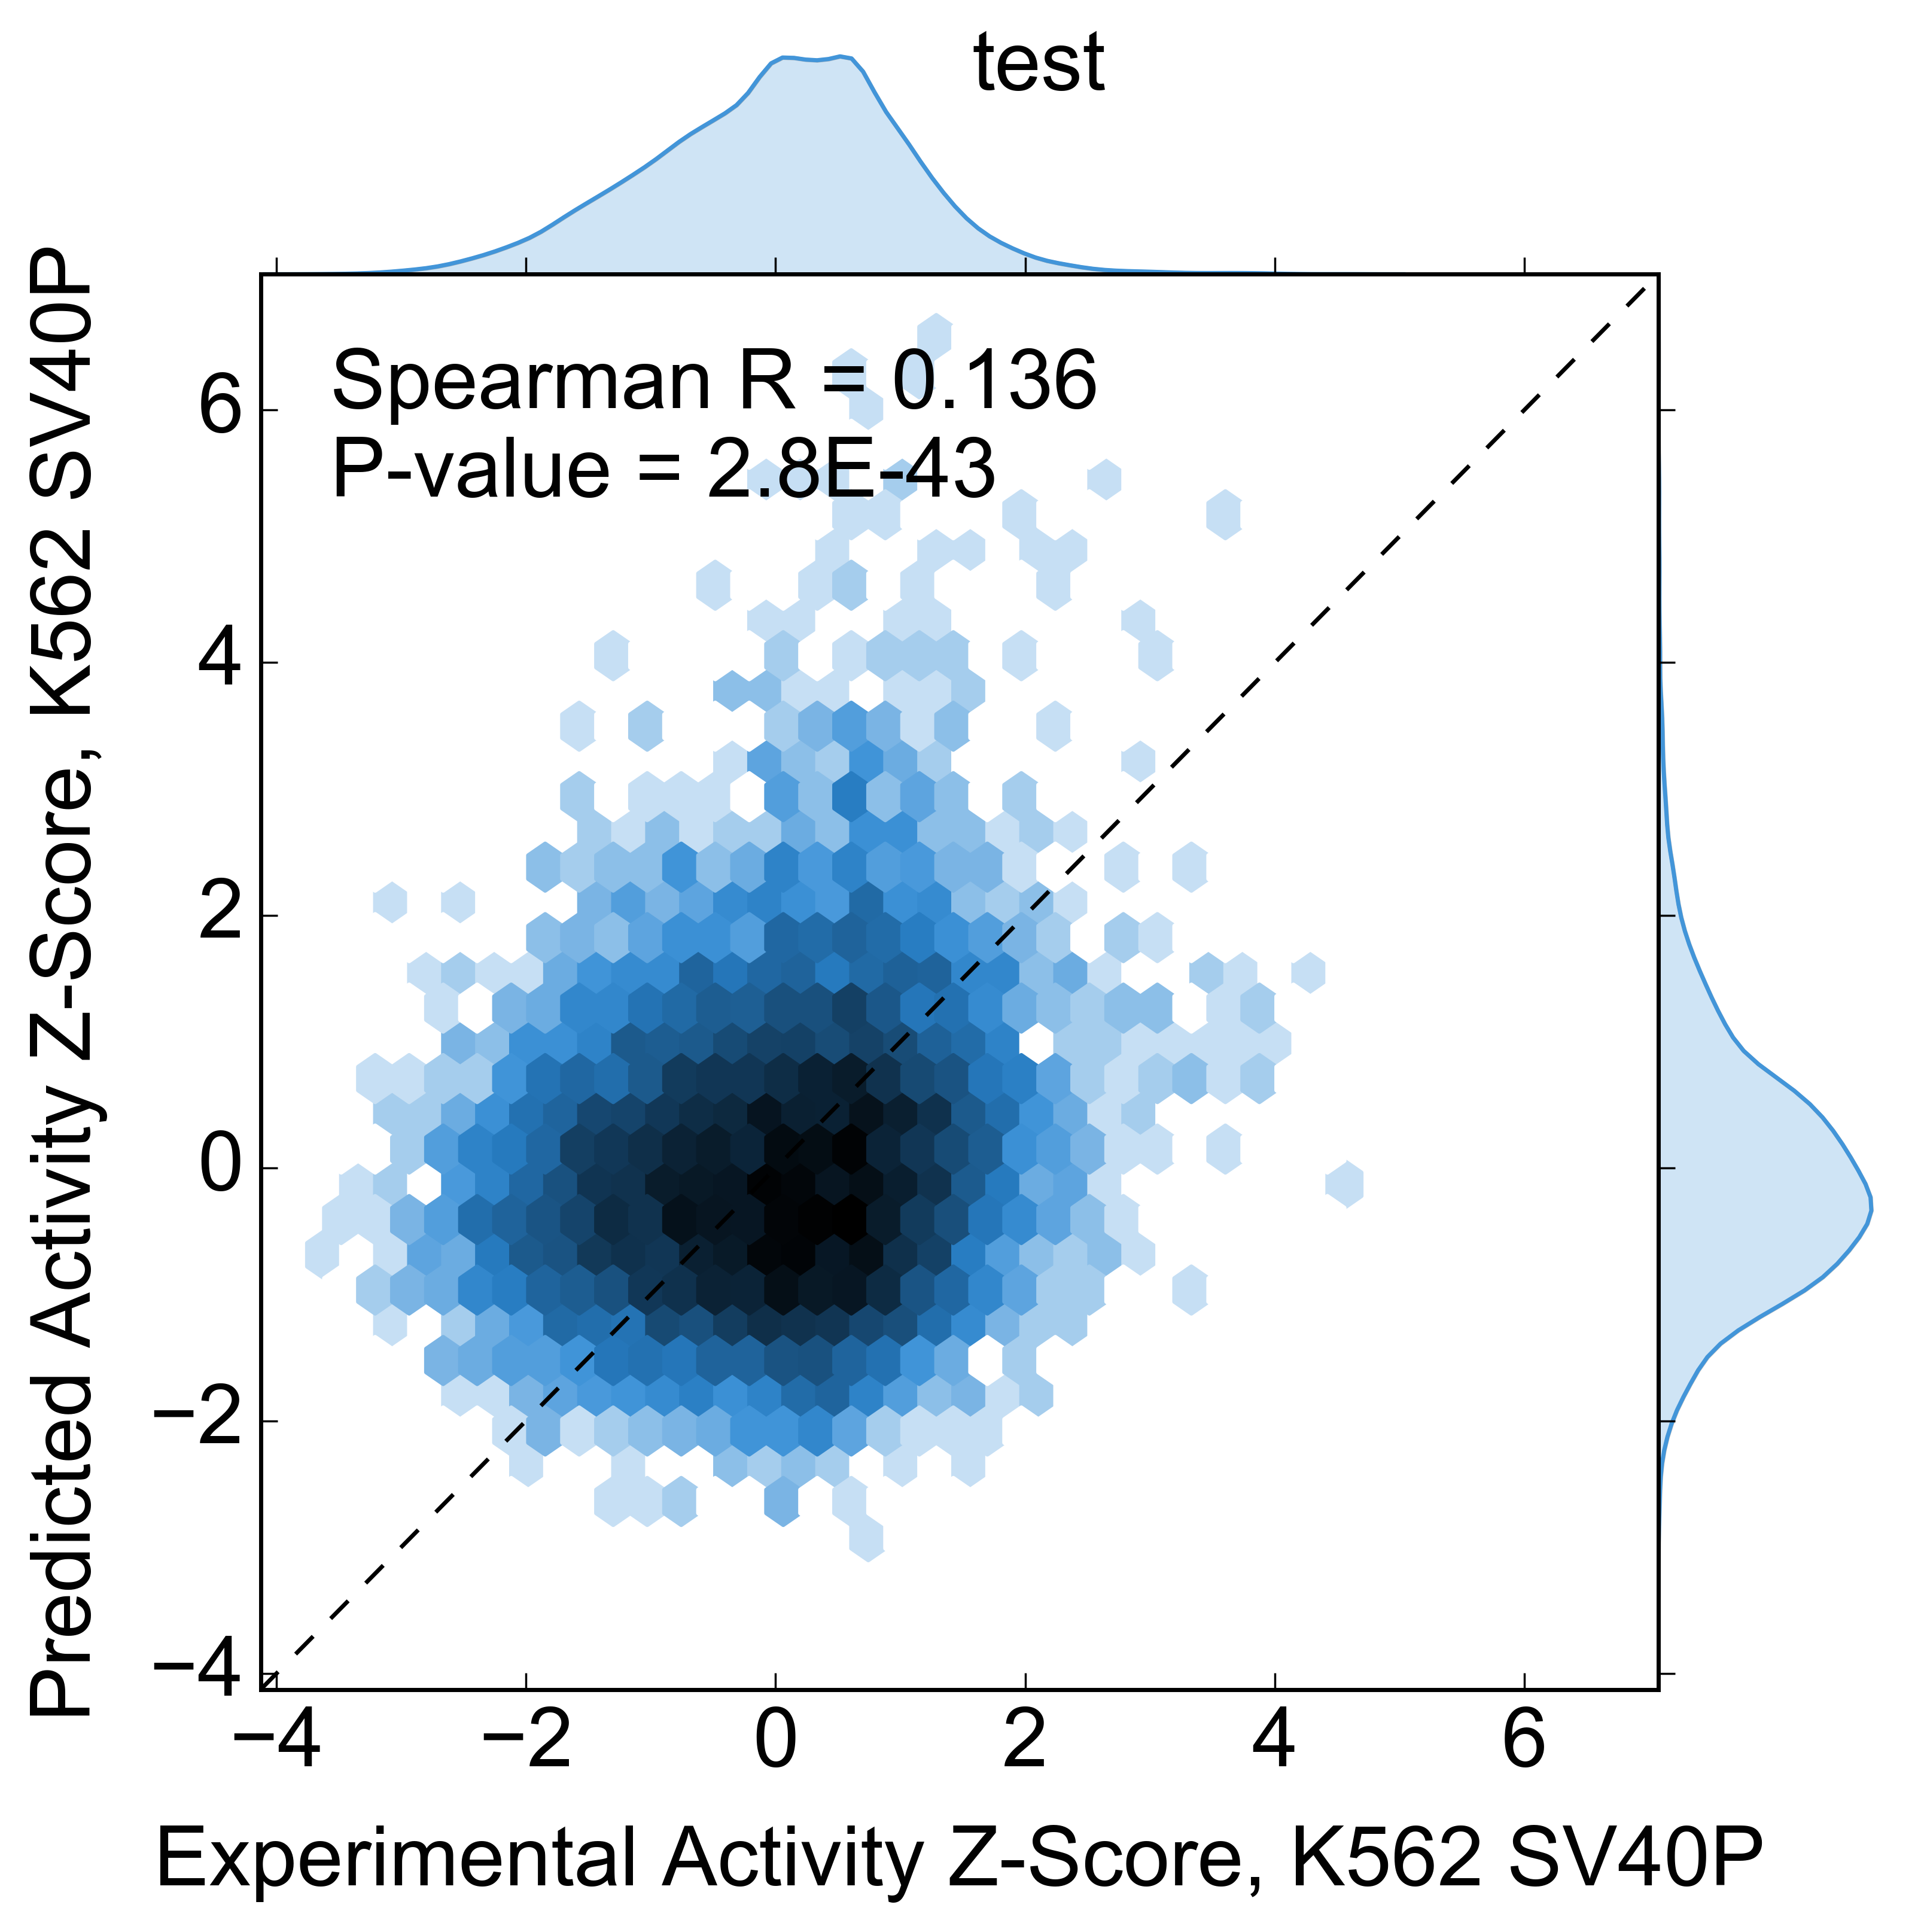 test
Spearman R = 0.136
P-value = 2.8E-43
Predicted Activity Z-Score, K562 SV40P
6
4
2
0
−2
−4
−4 −2 0 2 4 6
Experimental Activity Z-Score, K562 SV40P